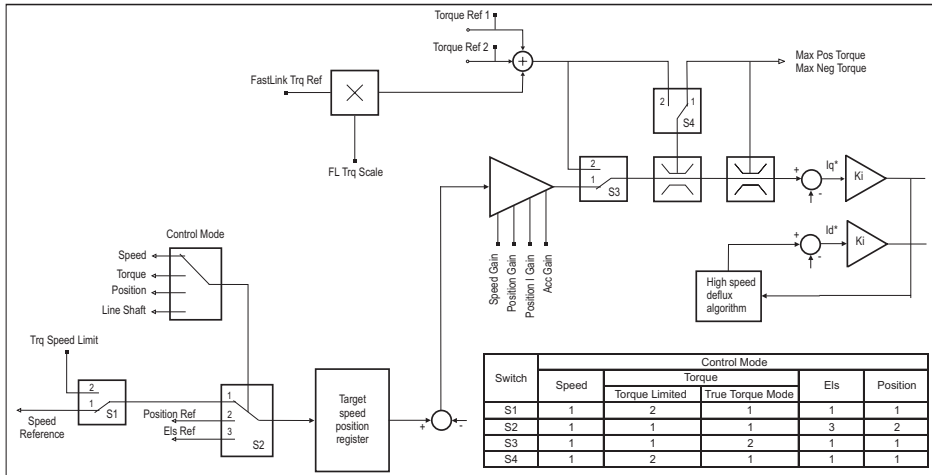 Torque Ref 1
Torque Ref 2
+
FastLink Trq Ref
FL Trq Scale
Max Pos Torque
Max Neg Torque
2
1
S4
2
1
S3
+
-
Iq*
Ki
+
-
Id*
Ki
High speed
deflux
algorithm
Speed Gain
Position Gain
Position I Gain
Acc Gain
Control Mode
Speed
Torque
Position
Line Shaft
Trq Speed Limit
2
1
S1
Speed
Reference
Position Ref
Els Ref
1
2
3
S2
Target
speed
position
register
+
-
Switch Control Mode
Speed Torque Els Position
Torque Limited True Torque Mode
S1 1 2 1 1 1
S2 1 1 1 3 2
S3 1 1 2 1 1
S4 1 2 1 1 1